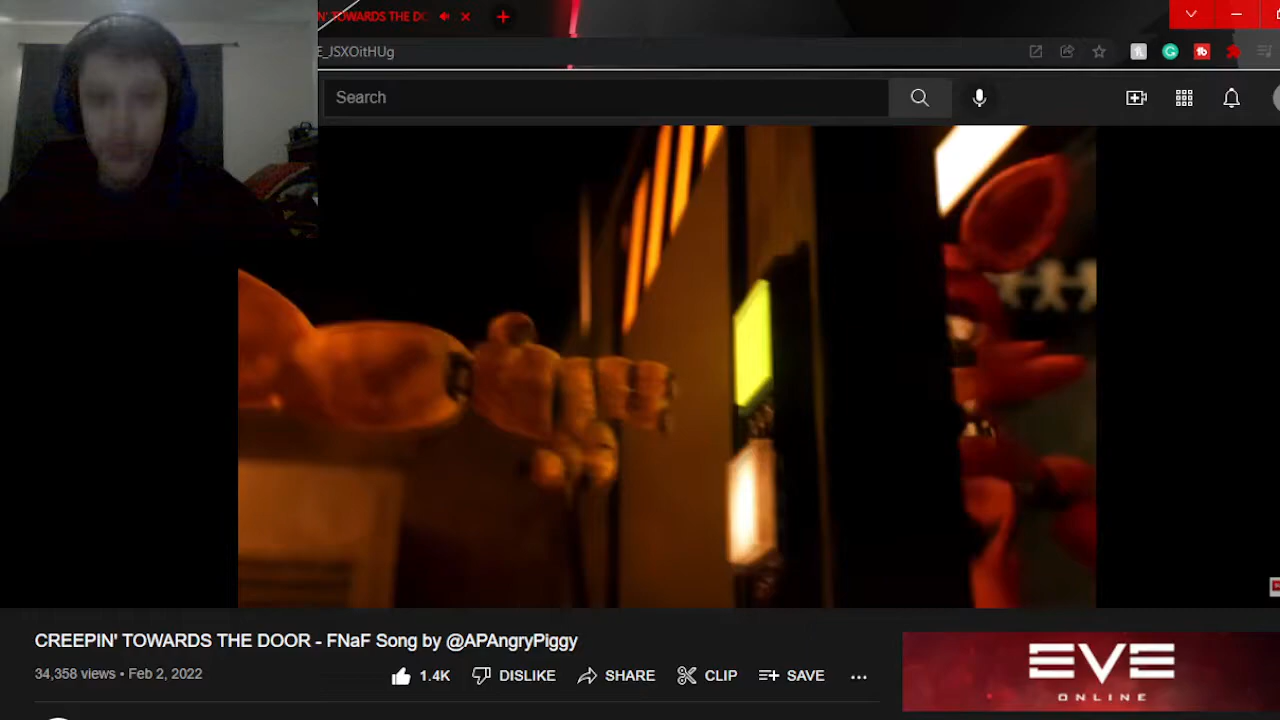 N' TOWARDS THE DO
E_JSXOitHUg
Search
CREEPIN' TOWARDS THE DOOR - FNaF Song by @APAngryPiggy
34,358 views • Feb 2, 2022
1.4K
DISLIKE
SHARE
CLIP
SAVE
EVE
ONLINE